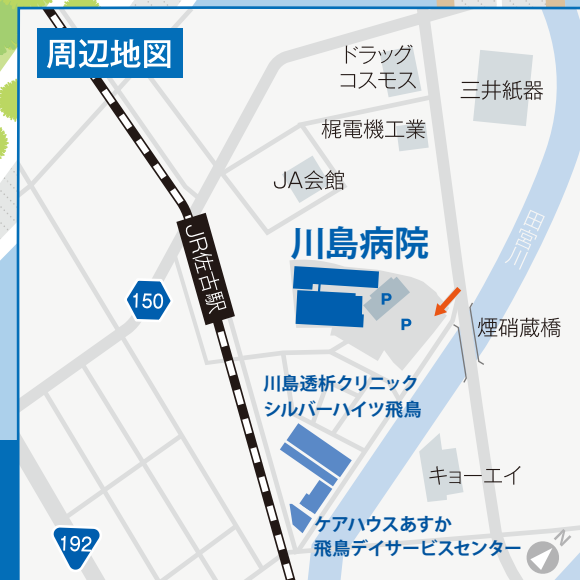 周辺地図
ドラッグ
コスモス
三井紙器
梶電機工業
JA会館
JR佐古駅
川島病院
田宮川
150
P
P
煙硝蔵橋
川島透析クリニック
シルバーハイツ飛鳥
キョーエイ
ケアハウスあすか
飛鳥デイサービスセンター
192
N